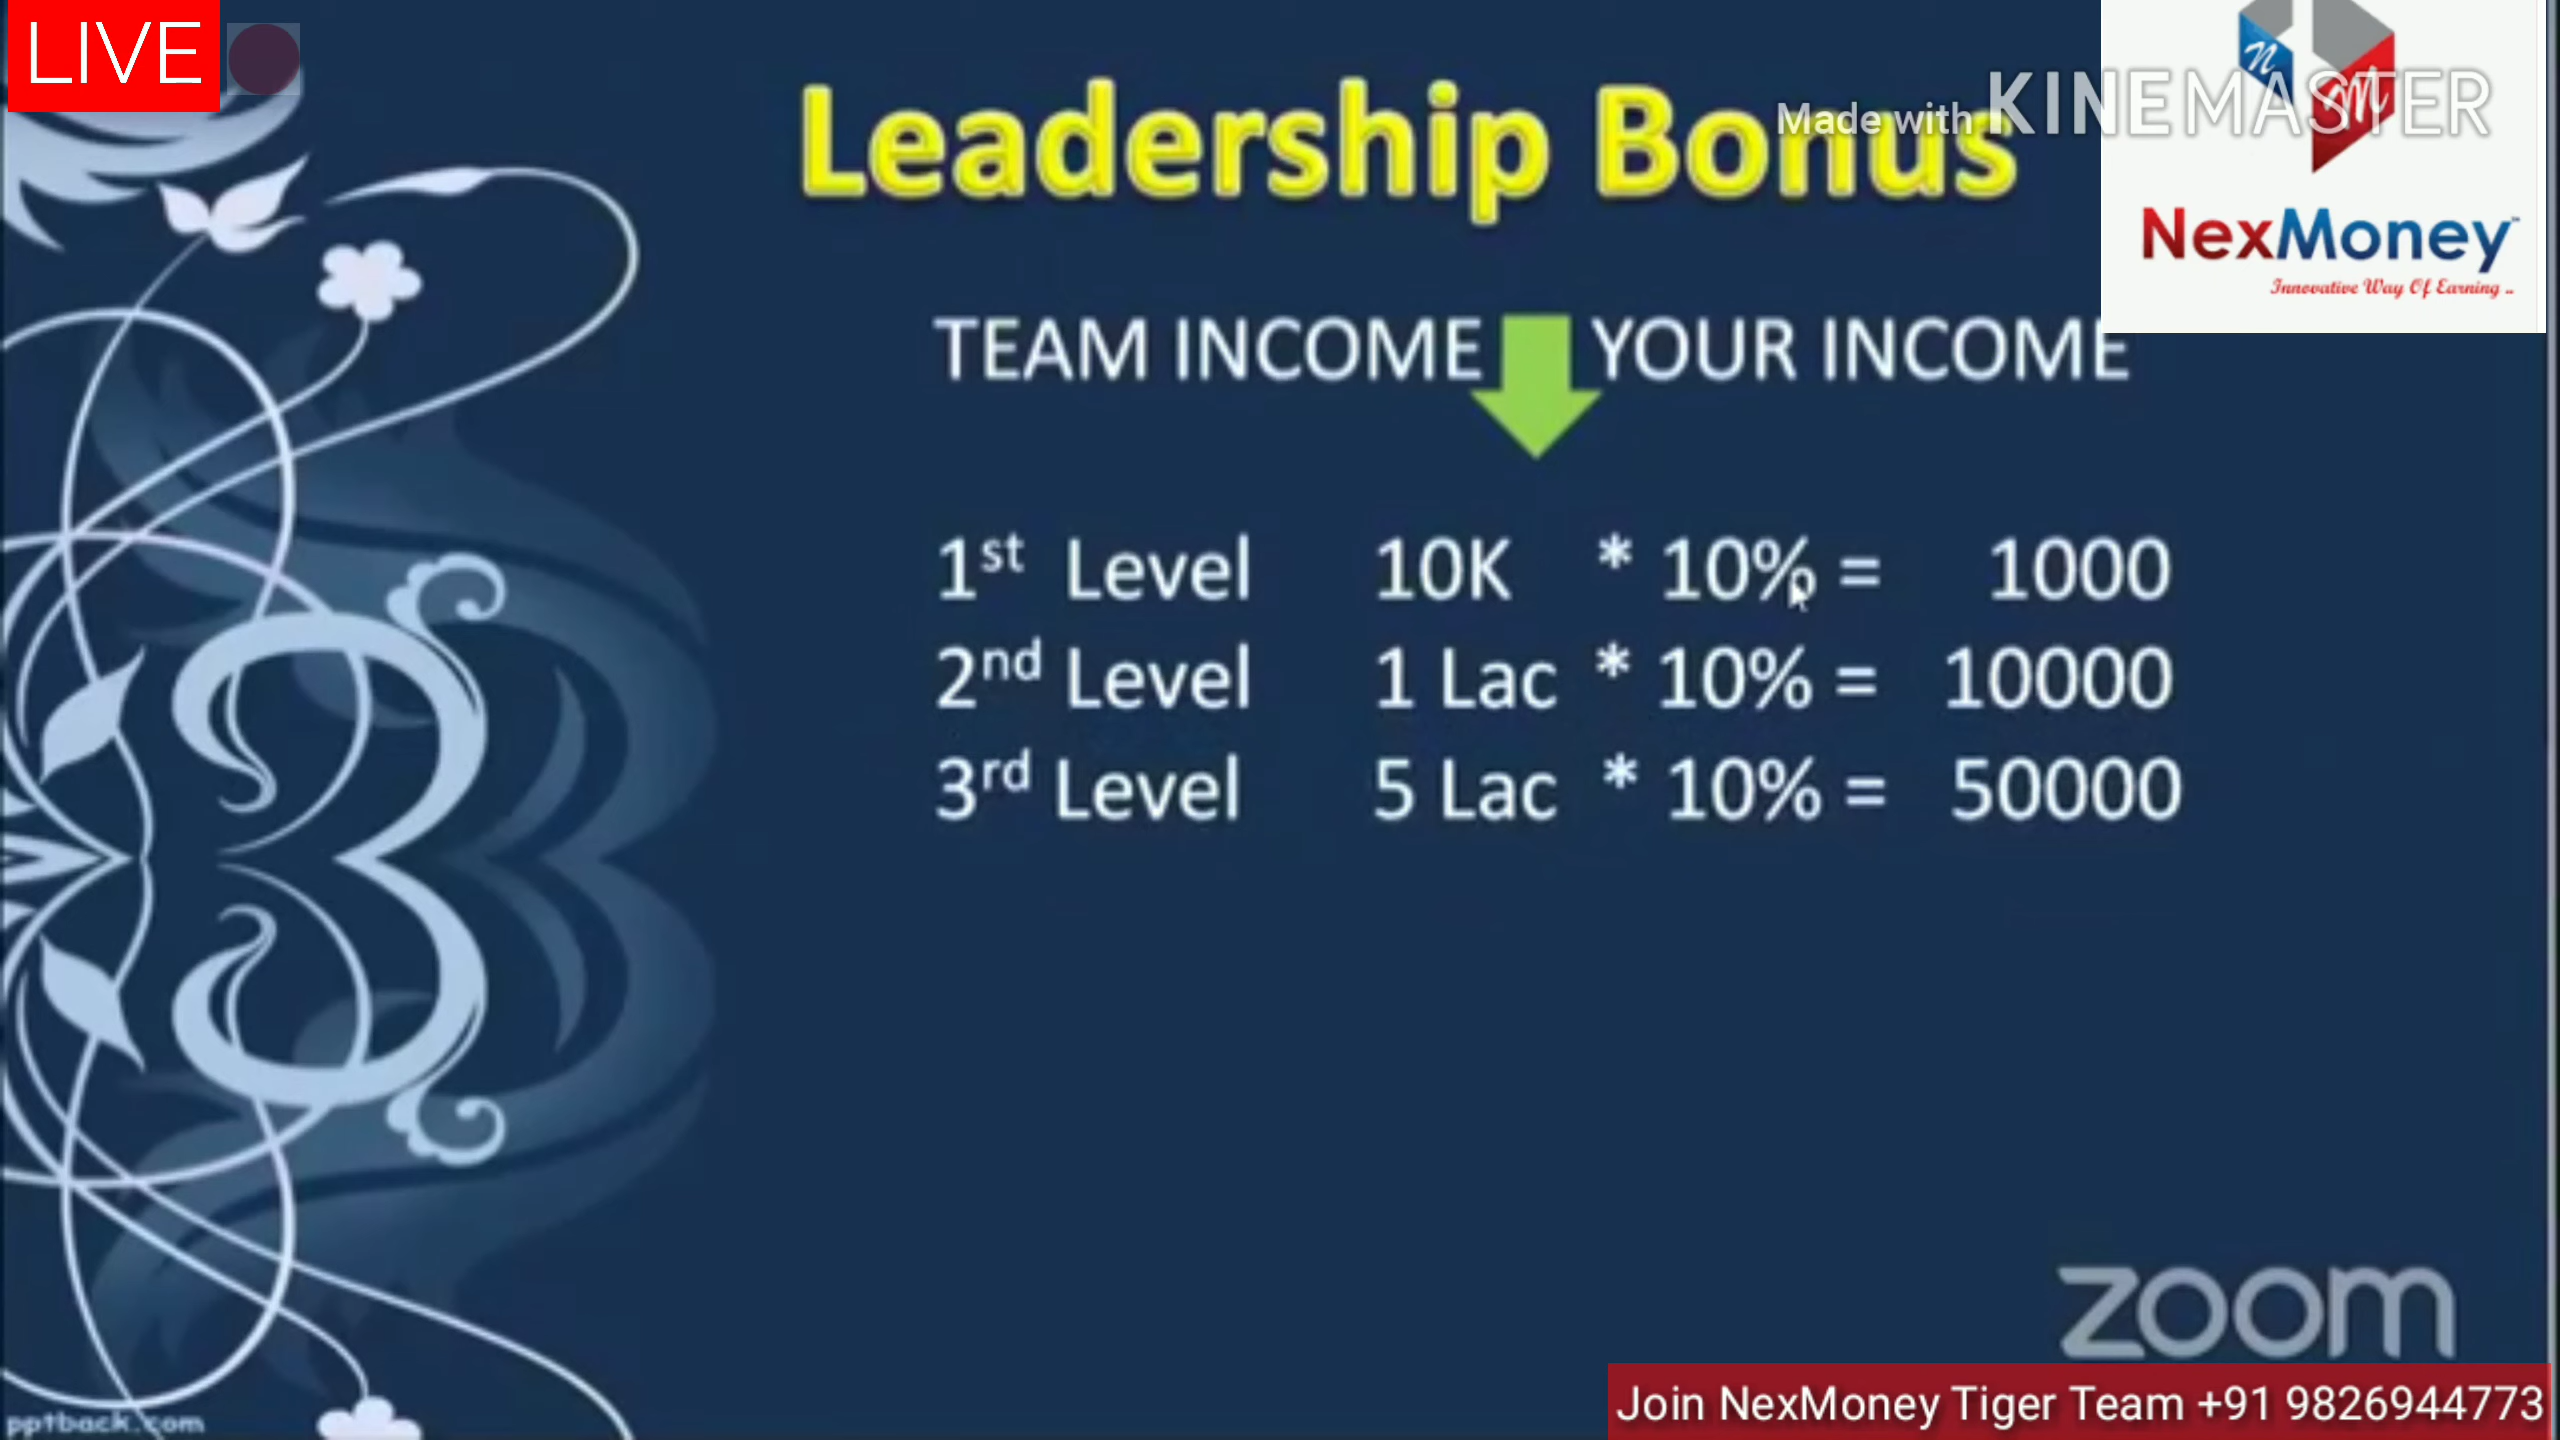 LIVE
Leadership Bonus
Made with KINEMASTER
NexMoney
Innovative Way Of Earning ..
TEAM INCOME YOUR INCOME
1st Level 10K * 10% = 1000
2nd Level 1 Lac * 10% = 10000
3rd Level 5 Lac * 10% = 50000
zoom
Join NexMoney Tiger Team +91 9826944773
pptback.com